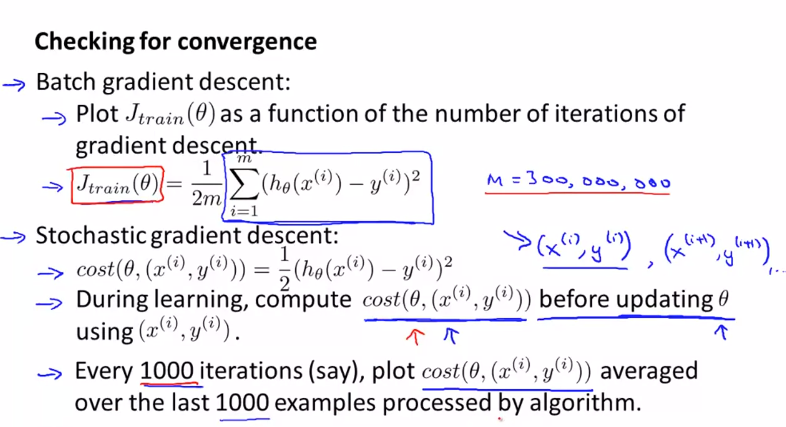 Checking for convergence
→ Batch gradient descent:
→ Plot J_train(θ) as a function of the number of iterations of
gradient descent.
→ J_train(θ) = 1/2m ∑_{i=1}^{m} (h_θ(x^(i)) − y^(i))²
M = 300,000,000
→ Stochastic gradient descent:
→ (x^(i), y^(i)), (x^(i+1), y^(i+1)), ...
→ cost(θ, (x^(i), y^(i))) = 1/2 (h_θ(x^(i)) − y^(i))²
→ During learning, compute cost(θ, (x^(i), y^(i))) before updating θ
using (x^(i), y^(i)).
→ Every 1000 iterations (say), plot cost(θ, (x^(i), y^(i))) averaged
over the last 1000 examples processed by algorithm.